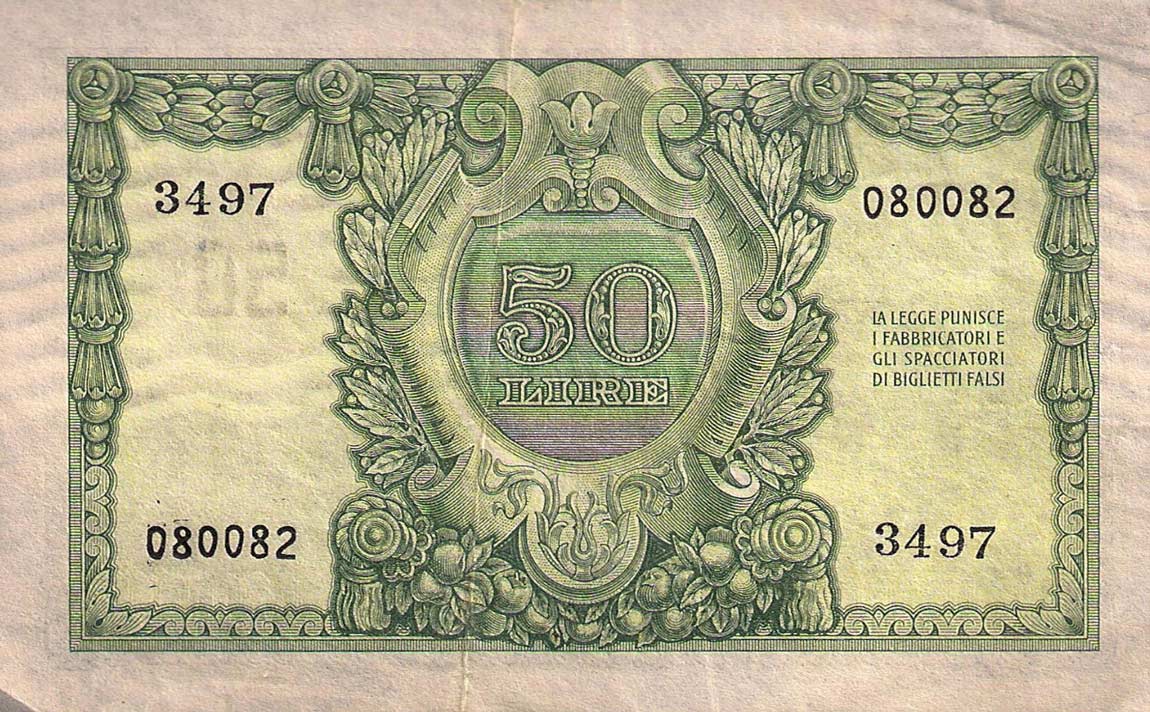 3497
080082
50
LIRE
LA LEGGE PUNISCE
I FABBRICATORI E
GLI SPACCIATORI
DI BIGLIETTI FALSI
080082
3497